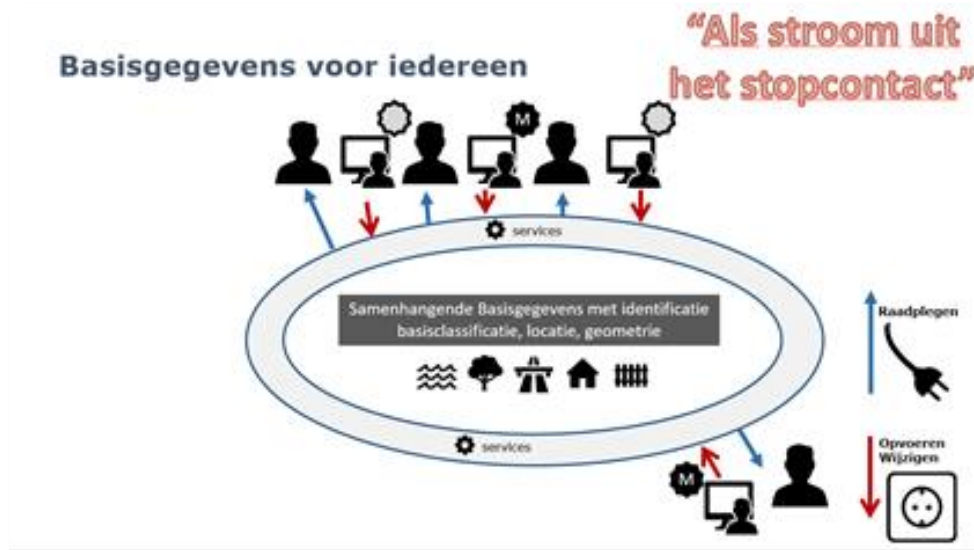 “Als stroom uit
het stopcontact”
Basisgegevens voor iedereen
M
services
Samenhangende Basisgegevens met identificatie
basisclassificatie, locatie, geometrie
Raadplegen
services
Opvoeren
Wijzigen
M